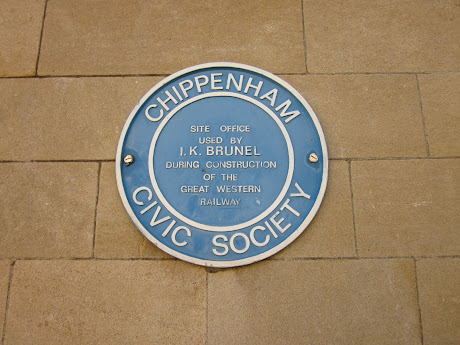 CHIPPENHAM
SITE OFFICE
USED BY
I.K. BRUNEL
DURING CONSTRUCTION
OF THE
GREAT WESTERN
RAILWAY
CIVIC SOCIETY